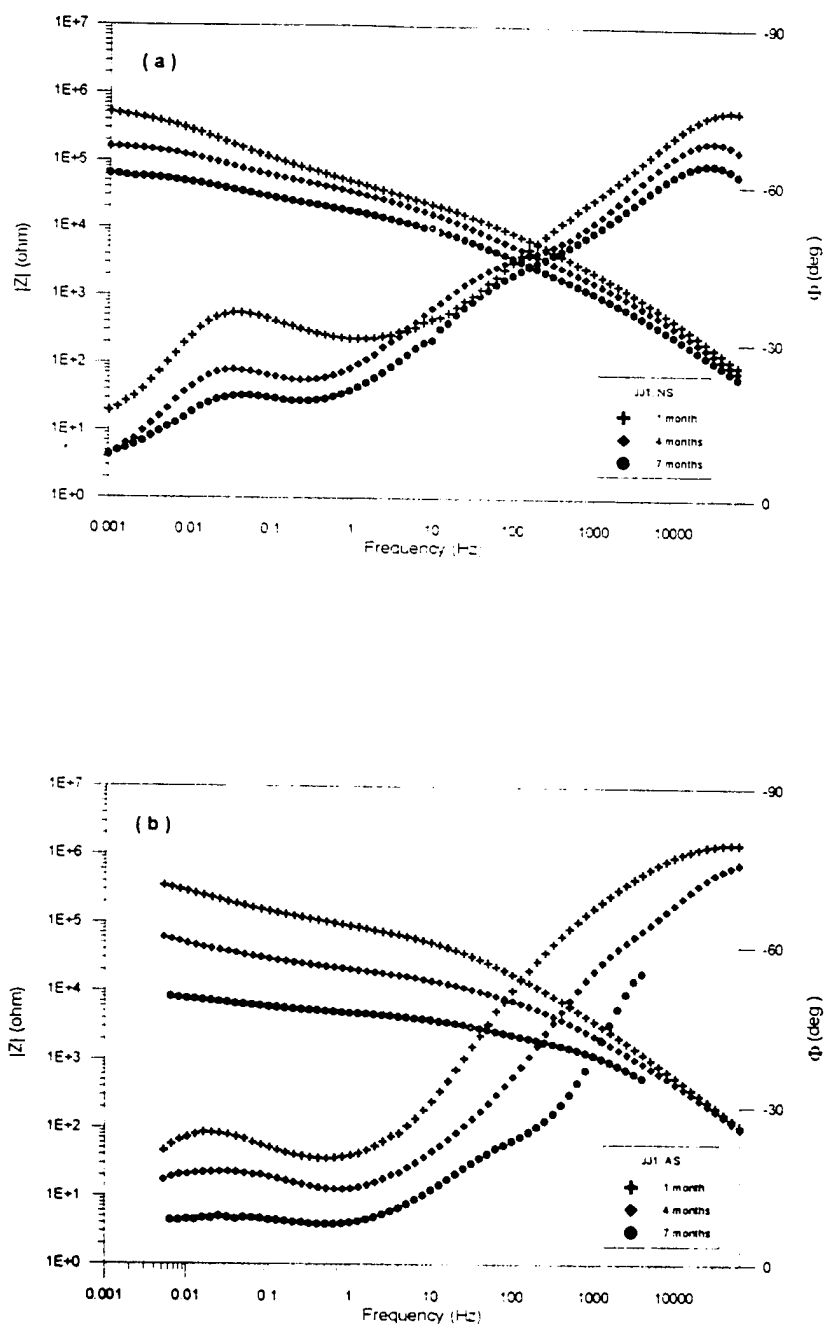 ( a )
1E+7
1E+6
1E+5
1E+4
1E+3
1E+2
1E+1
1E+0
|Z| (ohm)
-90
-60
-30
0
Φ (deg)
JJ1 NS
1 month
4 months
7 months
0.001 0.01 0.1 1 10 100 1000 10000
Frequency (Hz)
( b )
1E+7
1E+6
1E+5
1E+4
1E+3
1E+2
1E+1
1E+0
|Z| (ohm)
-90
-60
-30
0
Φ (deg)
JJ1 AS
1 month
4 months
7 months
0.001 0.01 0.1 1 10 100 1000 10000
Frequency (Hz)